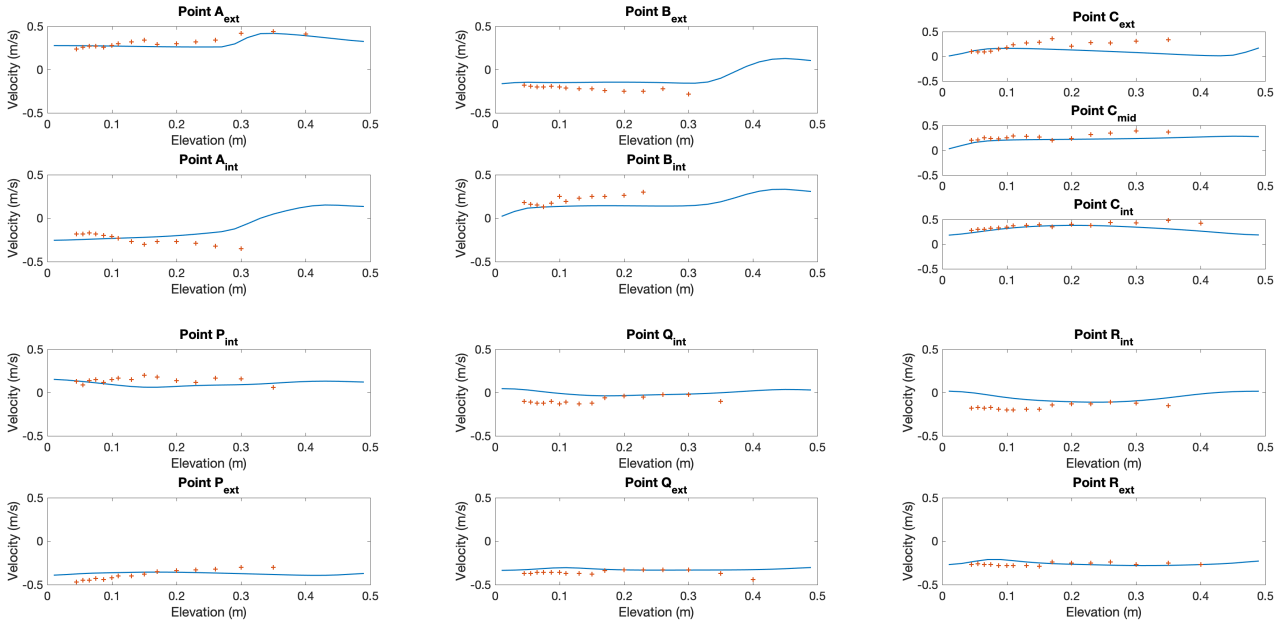 Point A_ext
Velocity (m/s)
0.5
0
-0.5
0 0.1 0.2 0.3 0.4 0.5
Elevation (m)
Point A_int
Velocity (m/s)
0.5
0
-0.5
0 0.1 0.2 0.3 0.4 0.5
Elevation (m)
Point B_ext
Velocity (m/s)
0.5
0
-0.5
0 0.1 0.2 0.3 0.4 0.5
Elevation (m)
Point B_int
Velocity (m/s)
0.5
0
-0.5
0 0.1 0.2 0.3 0.4 0.5
Elevation (m)
Point C_ext
0.5
0
-0.5
0 0.1 0.2 0.3 0.4 0.5
Point C_mid
Velocity (m/s)
0.5
0
-0.5
0 0.1 0.2 0.3 0.4 0.5
Point C_int
0.5
0
-0.5
0 0.1 0.2 0.3 0.4 0.5
Elevation (m)
Point P_int
Velocity (m/s)
0.5
0
-0.5
0 0.1 0.2 0.3 0.4 0.5
Elevation (m)
Point P_ext
Velocity (m/s)
0.5
0
-0.5
0 0.1 0.2 0.3 0.4 0.5
Elevation (m)
Point Q_int
Velocity (m/s)
0.5
0
-0.5
0 0.1 0.2 0.3 0.4 0.5
Elevation (m)
Point Q_ext
Velocity (m/s)
0.5
0
-0.5
0 0.1 0.2 0.3 0.4 0.5
Elevation (m)
Point R_int
Velocity (m/s)
0.5
0
-0.5
0 0.1 0.2 0.3 0.4 0.5
Elevation (m)
Point R_ext
Velocity (m/s)
0.5
0
-0.5
0 0.1 0.2 0.3 0.4 0.5
Elevation (m)